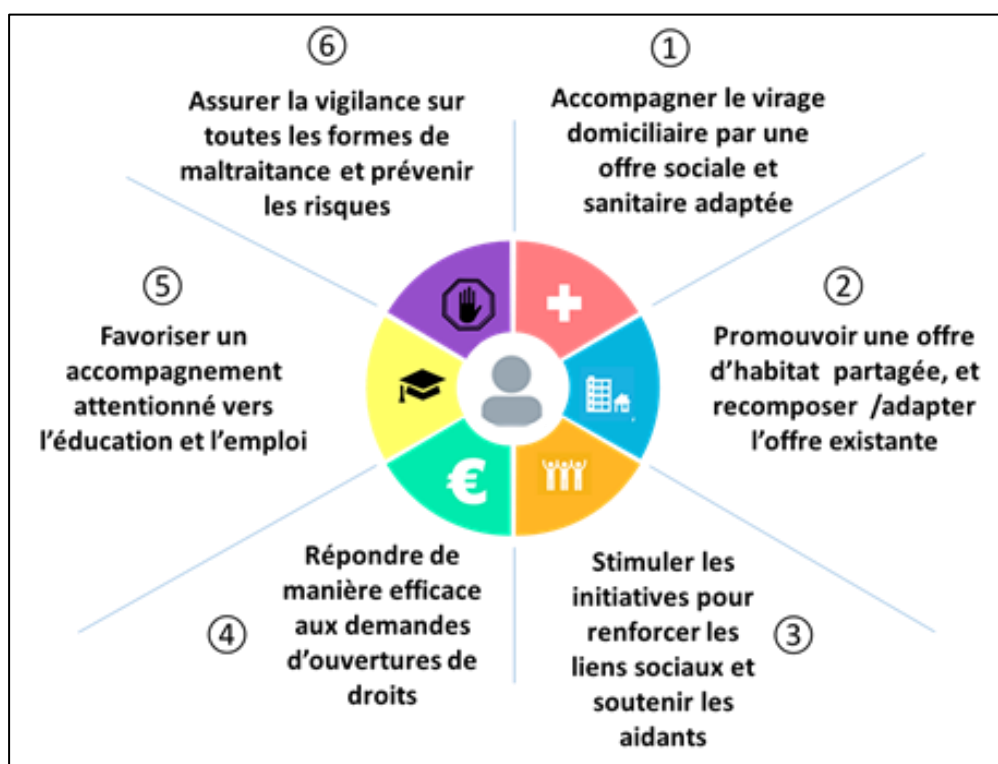 ①
Accompagner le virage
domiciliaire par une
offre sociale et
sanitaire adaptée
②
Promouvoir une offre
d’habitat partagée, et
recomposer /adapter
l’offre existante
③
Stimuler les
initiatives pour
renforcer les
liens sociaux et
soutenir les
aidants
④
Répondre de
manière efficace
aux demandes
d’ouvertures de
droits
⑤
Favoriser un
accompagnement
attentionné vers
l’éducation et l’emploi
⑥
Assurer la vigilance sur
toutes les formes de
maltraitance et prévenir
les risques
€